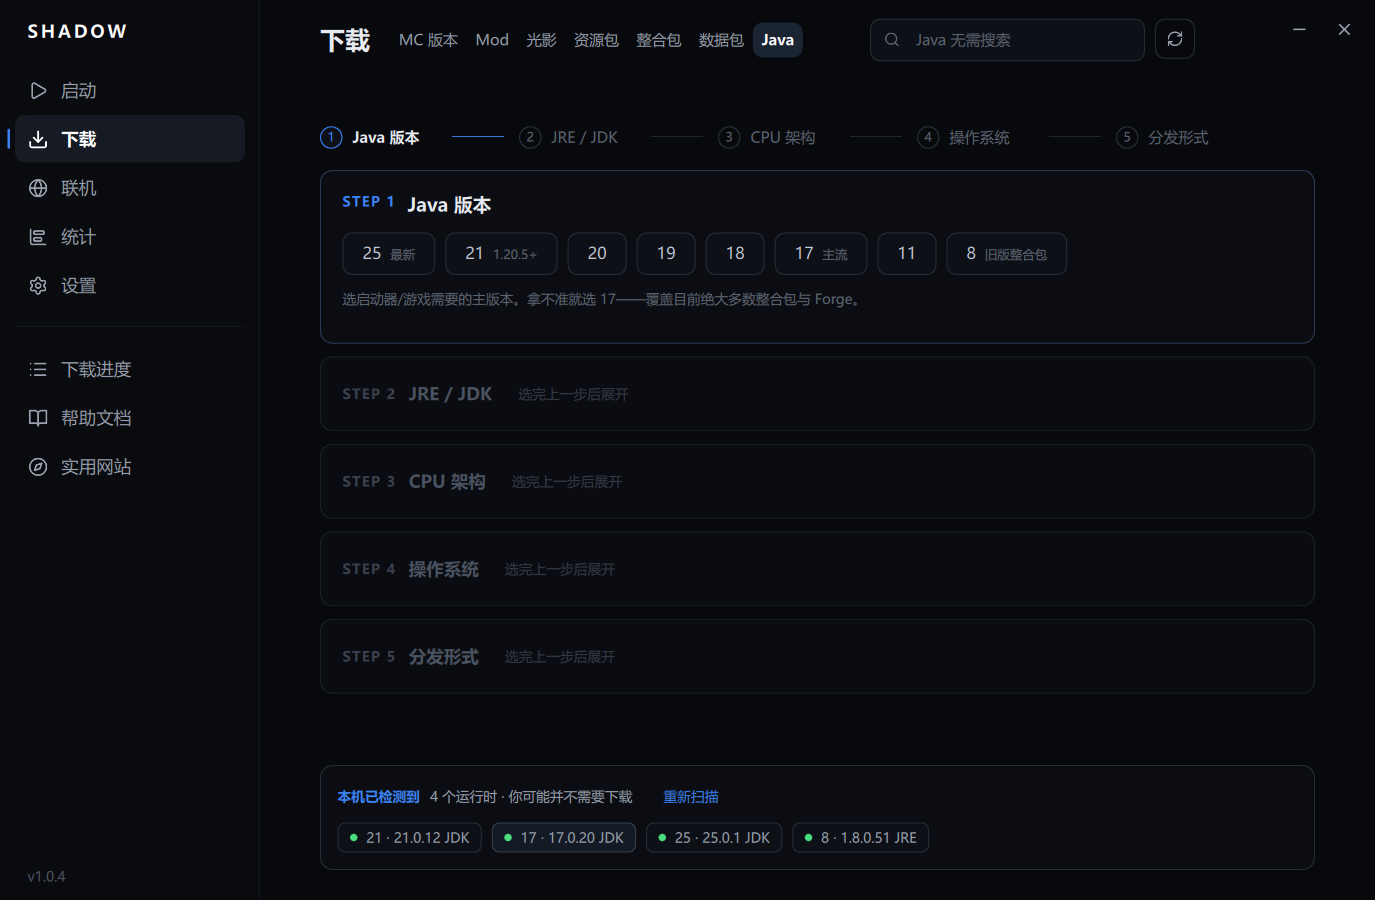 SHADOW
启动
下载
联机
统计
设置
下载进度
帮助文档
实用网站
v1.0.4
下载 MC 版本 Mod 光影 资源包 整合包 数据包 Java Java 无需搜索
1 Java 版本 2 JRE / JDK 3 CPU 架构 4 操作系统 5 分发形式
STEP 1 Java 版本
25 最新 21 1.20.5+ 20 19 18 17 主流 11 8 旧版整合包
选启动器/游戏需要的主版本。拿不准就选 17——覆盖目前绝大多数整合包与 Forge。
STEP 2 JRE / JDK 选完上一步后展开
STEP 3 CPU 架构 选完上一步后展开
STEP 4 操作系统 选完上一步后展开
STEP 5 分发形式 选完上一步后展开
本机已检测到 4 个运行时 · 你可能并不需要下载 重新扫描
21 · 21.0.12 JDK 17 · 17.0.20 JDK 25 · 25.0.1 JDK 8 · 1.8.0.51 JRE